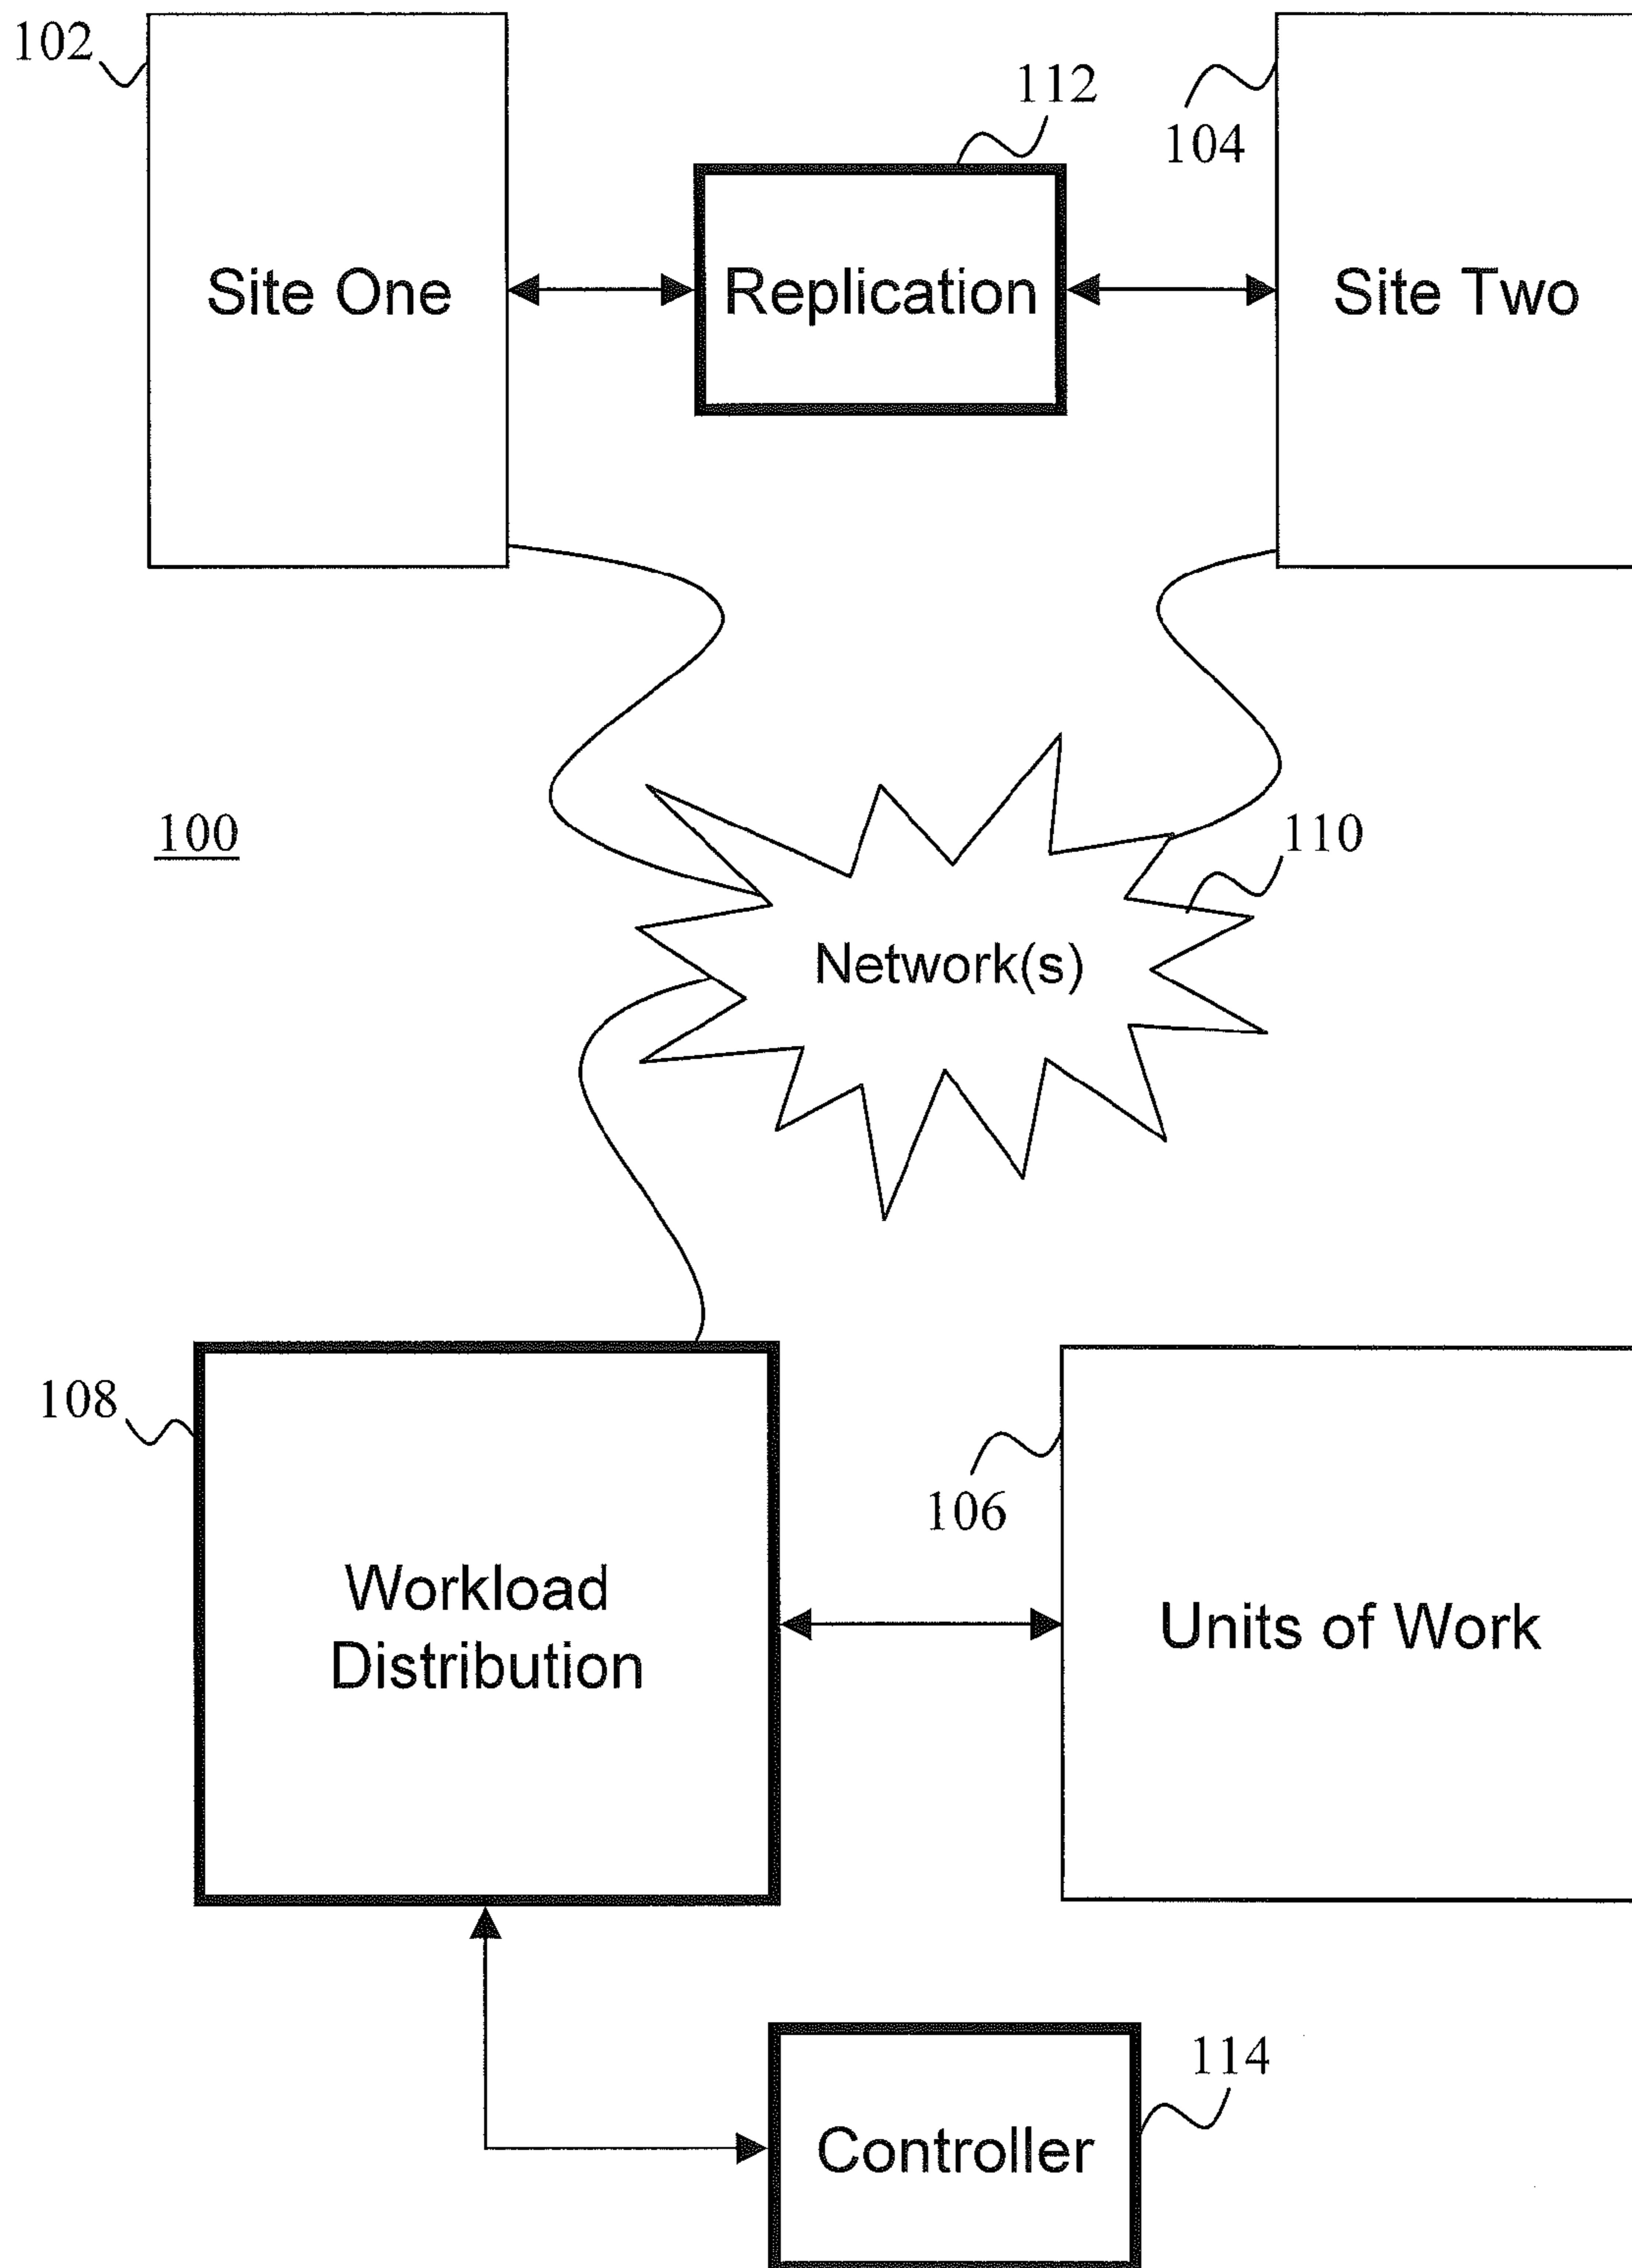 102
112
104
Site One
Replication
Site Two
100
110
Network(s)
108
106
Workload
Distribution
Units of Work
114
Controller